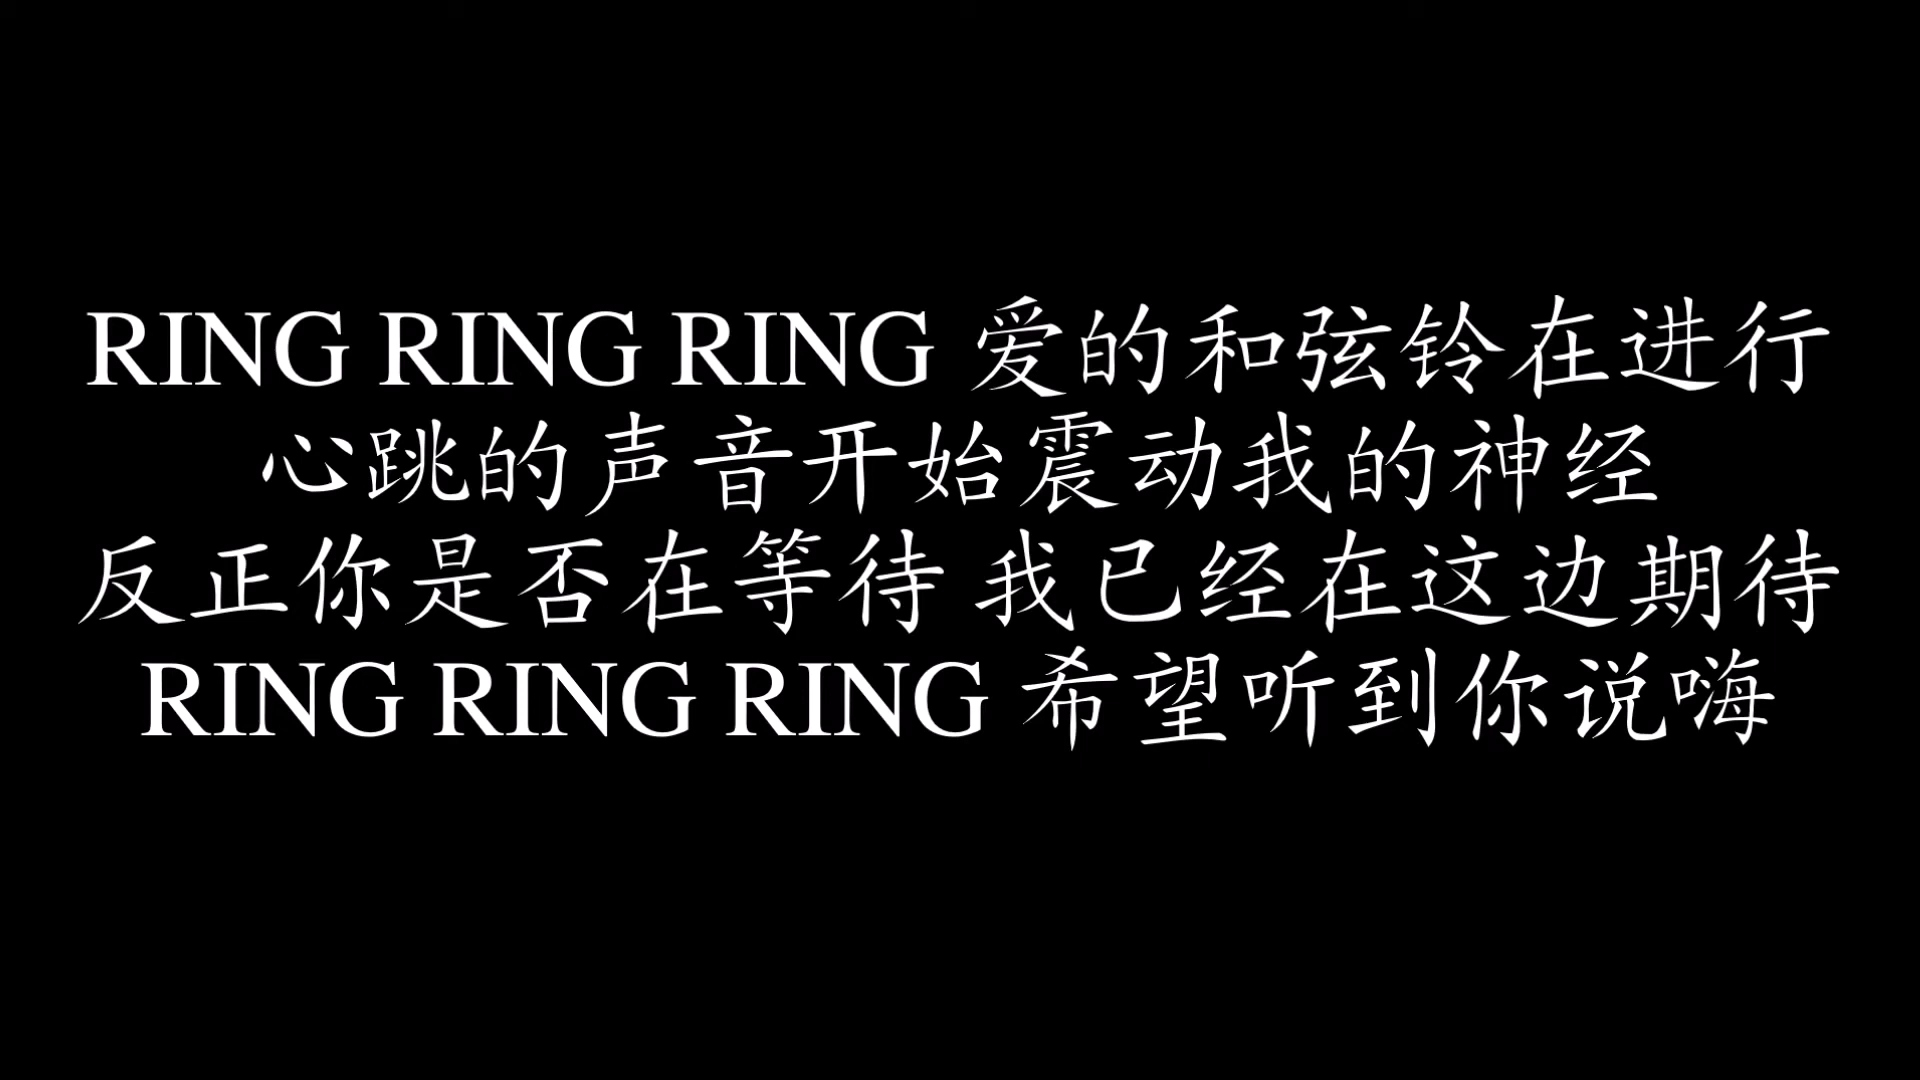 RING RING RING 爱的和弦铃在进行
心跳的声音开始震动我的神经
反正你是否在等待 我已经在这边期待
RING RING RING 希望听到你说嗨